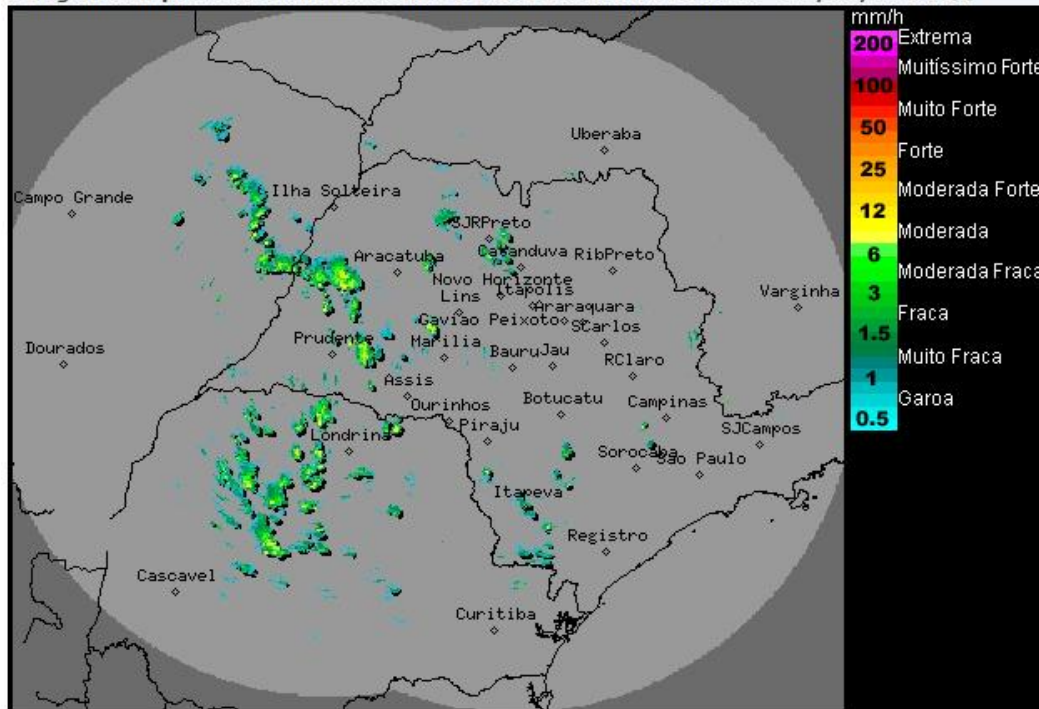 mm/h
200 Extrema
Muitíssimo Forte
100
Muito Forte
50
Forte
25
Moderada Forte
12
Moderada
6
Moderada Fraca
3
Fraca
1.5
Muito Fraca
1
Garoa
0.5
Uberaba
Campo Grande
Ilha Solteira
SJRPreto
Aracatuba
Catanduva
RibPreto
Novo Horizonte
Itapolis
Lins
Araraquara
Varginha
Gaviao Peixoto
SCarlos
Prudente
Marilia
Dourados
Bauru
Jau
RClaro
Assis
Ourinhos
Botucatu
Campinas
Piraju
SJCampos
Londrina
Sorocaba
Sao Paulo
Itapeva
Registro
Cascavel
Curitiba